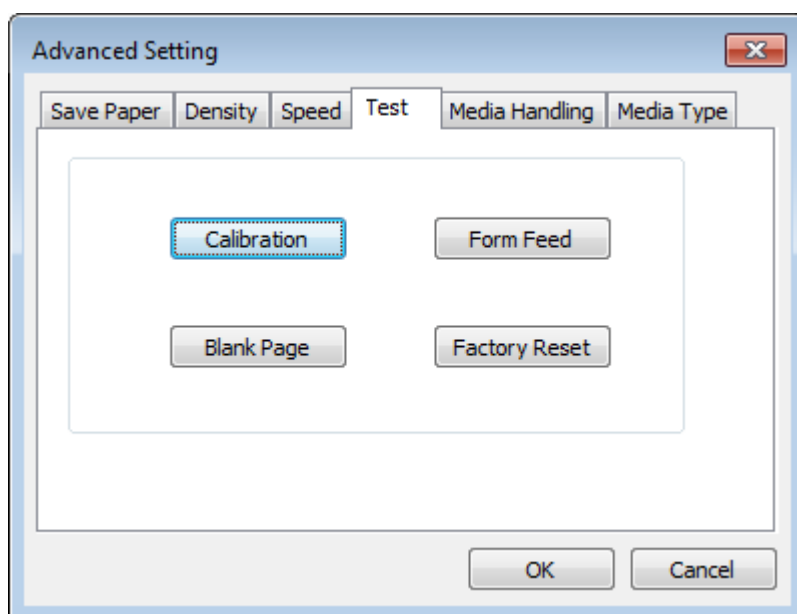 Advanced Setting
Save Paper Density Speed Test Media Handling Media Type
Calibration Form Feed
Blank Page Factory Reset
OK Cancel